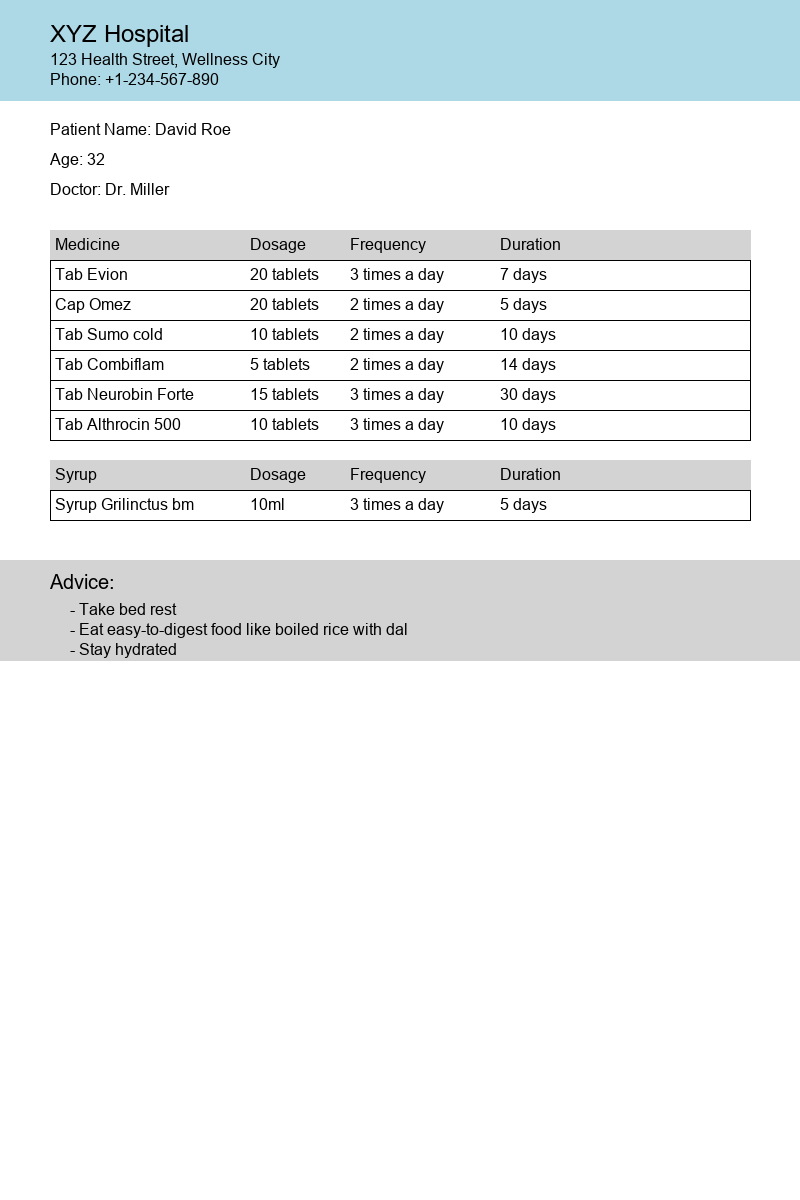 XYZ Hospital
123 Health Street, Wellness City
Phone: +1-234-567-890
Patient Name: David Roe
Age: 32
Doctor: Dr. Miller
Medicine Dosage Frequency Duration
Tab Evion 20 tablets 3 times a day 7 days
Cap Omez 20 tablets 2 times a day 5 days
Tab Sumo cold 10 tablets 2 times a day 10 days
Tab Combiflam 5 tablets 2 times a day 14 days
Tab Neurobin Forte 15 tablets 3 times a day 30 days
Tab Althrocin 500 10 tablets 3 times a day 10 days
Syrup Dosage Frequency Duration
Syrup Grilinctus bm 10ml 3 times a day 5 days
Advice:
- Take bed rest
- Eat easy-to-digest food like boiled rice with dal
- Stay hydrated